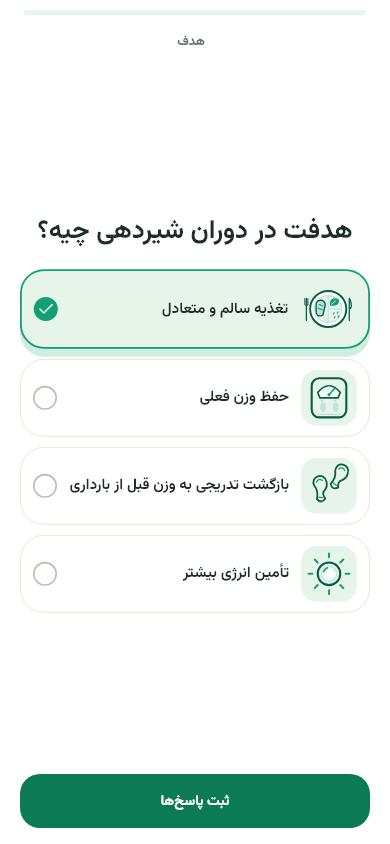 هدف
هدفت در دوران شیردهی چیه؟
تغذیه سالم و متعادل
حفظ وزن فعلی
بازگشت تدریجی به وزن قبل از بارداری
تأمین انرژی بیشتر
ثبت پاسخ‌ها